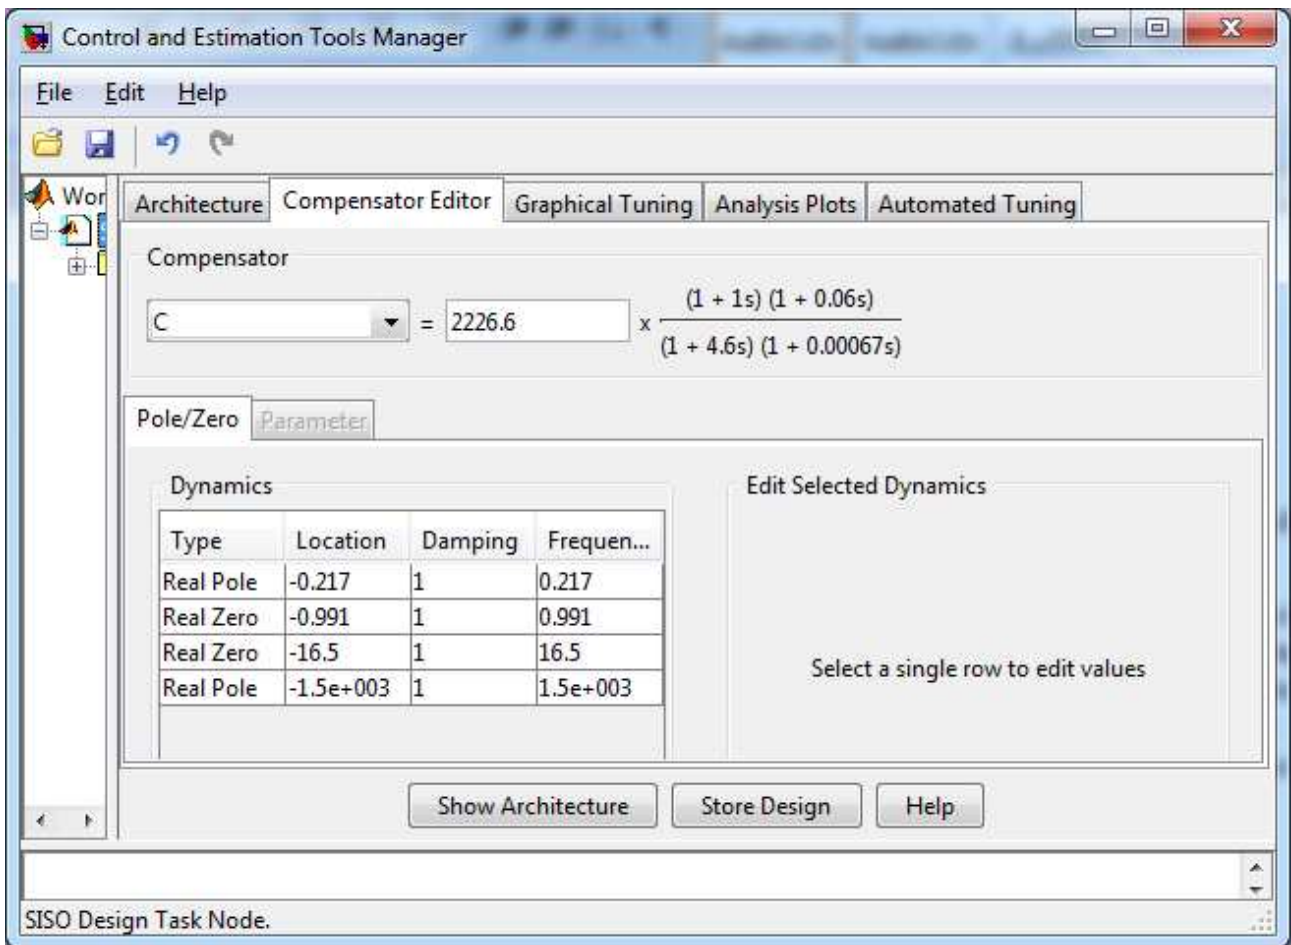 Control and Estimation Tools Manager
File Edit Help
Wor
Architecture Compensator Editor Graphical Tuning Analysis Plots Automated Tuning
Compensator
(1 + 1s) (1 + 0.06s)
C = 2226.6 x
(1 + 4.6s) (1 + 0.00067s)
Pole/Zero Parameter
Dynamics Edit Selected Dynamics
Type Location Damping Frequen...
Real Pole -0.217 1 0.217
Real Zero -0.991 1 0.991
Real Zero -16.5 1 16.5
Select a single row to edit values
Real Pole -1.5e+003 1 1.5e+003
Show Architecture Store Design Help
SISO Design Task Node.